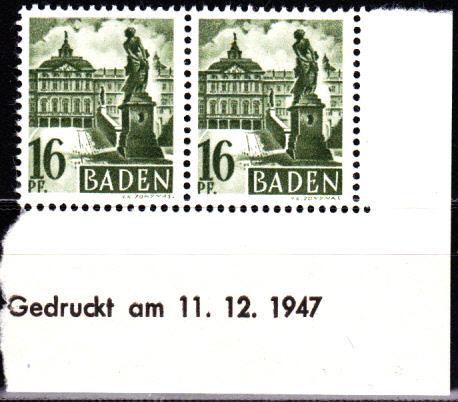 16 PF. BADEN 16 PF. BADEN
Gedruckt am 11. 12. 1947